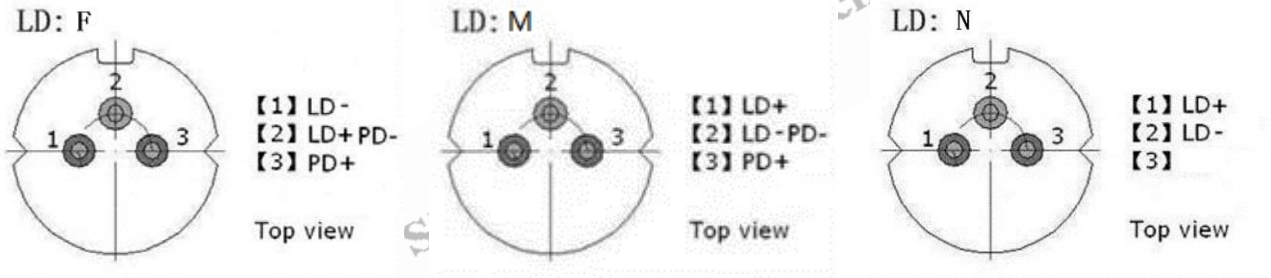 LD: F
2
1
3
【1】LD-
【2】LD+PD-
【3】PD+
Top view
LD: M
2
1
3
【1】LD+
【2】LD-PD-
【3】PD+
Top view
LD: N
2
1
3
【1】LD+
【2】LD-
【3】
Top view